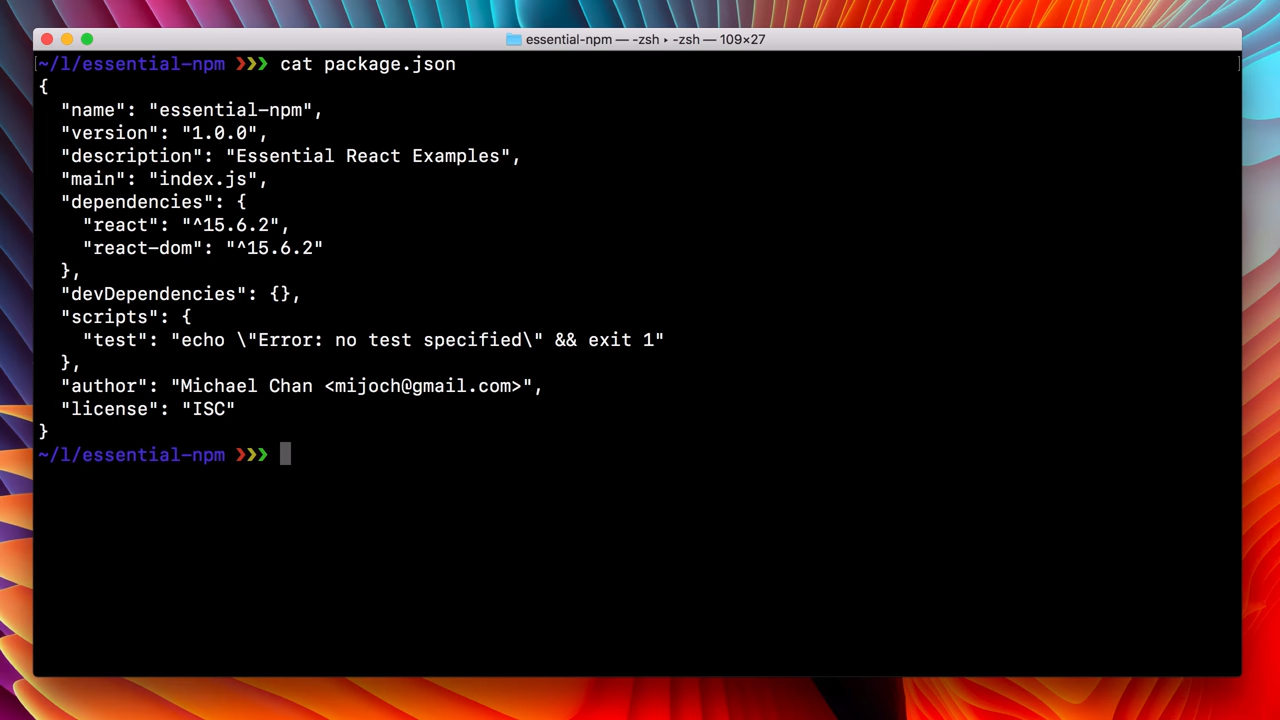 essential-npm — -zsh ▸ -zsh — 109×27
~/l/essential-npm ❯❯❯ cat package.json
{
  "name": "essential-npm",
  "version": "1.0.0",
  "description": "Essential React Examples",
  "main": "index.js",
  "dependencies": {
    "react": "^15.6.2",
    "react-dom": "^15.6.2"
  },
  "devDependencies": {},
  "scripts": {
    "test": "echo \"Error: no test specified\" && exit 1"
  },
  "author": "Michael Chan <mijoch@gmail.com>",
  "license": "ISC"
}
~/l/essential-npm ❯❯❯